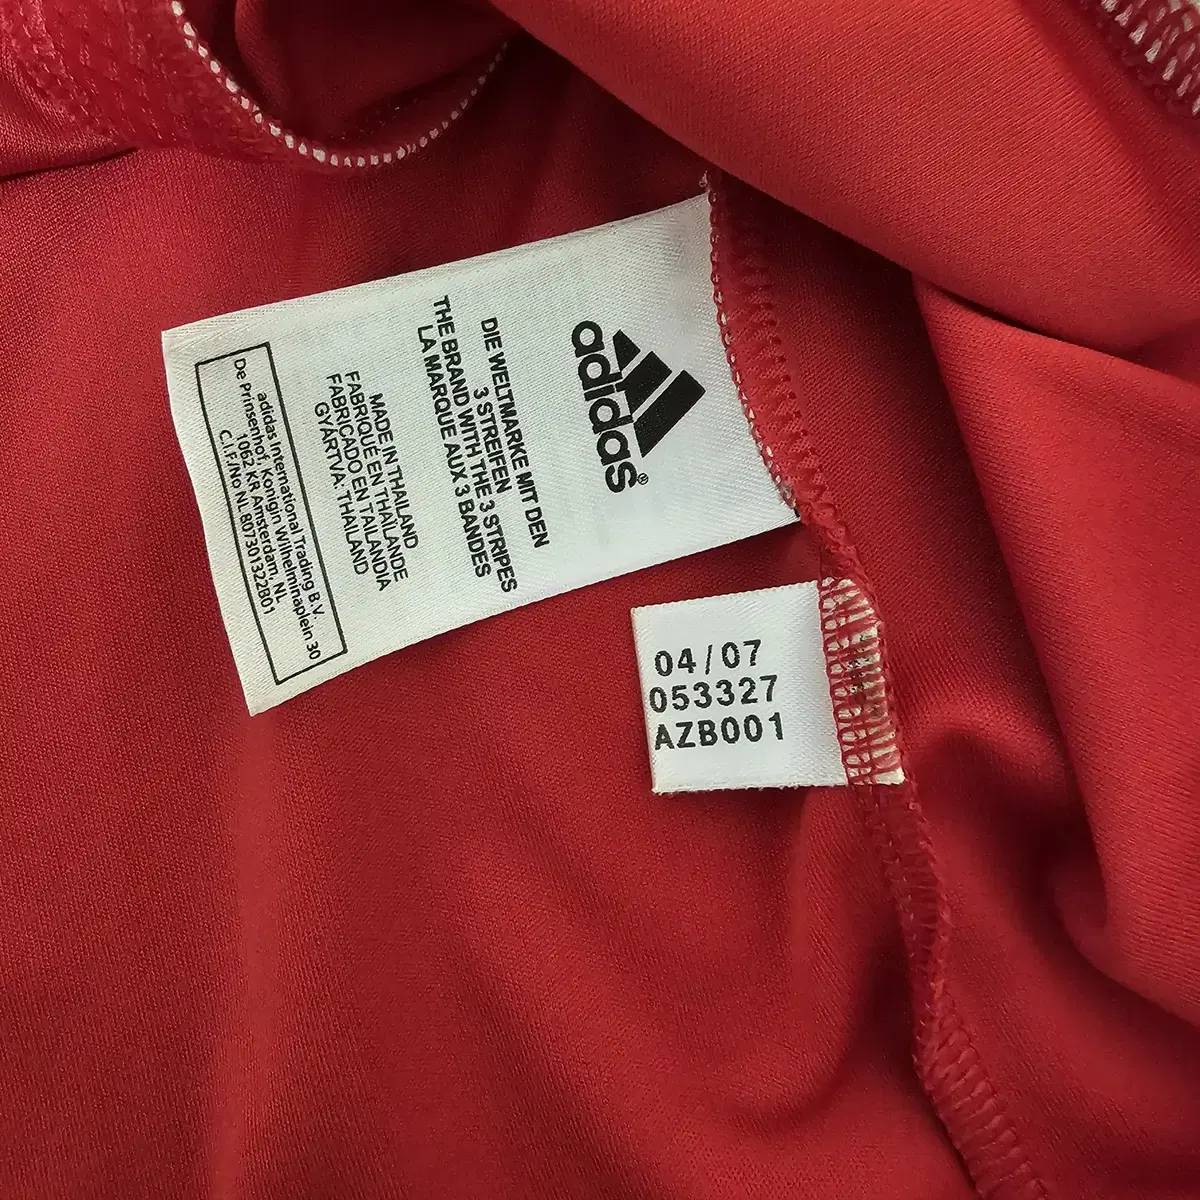 adidas®
DIE WELTMARKE MIT DEN
3 STREIFEN
THE BRAND WITH THE 3 STRIPES
LA MARQUE AUX 3 BANDES
MADE IN THAILAND
FABRIQUÉ EN THAÏLANDE
FABRICADO EN TAILANDIA
GYÁRTVA: THAILAND
adidas International Trading B.V.
De Prinsenhof, Konigin Wilhelminaplein 30
1062 KR Amsterdam, NL
C.I.F/No NL 807301322B01
04/07
053327
AZB001